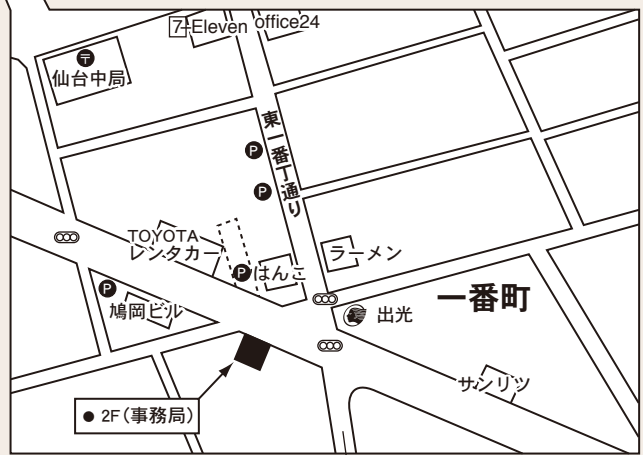 7-Eleven
office24
〒
仙台中局
東一番丁通り
P
P
TOYOTA
レンタカー
P
はんこ
ラーメン
P
鳩岡ビル
一番町
出光
サンリツ
● 2F(事務局)